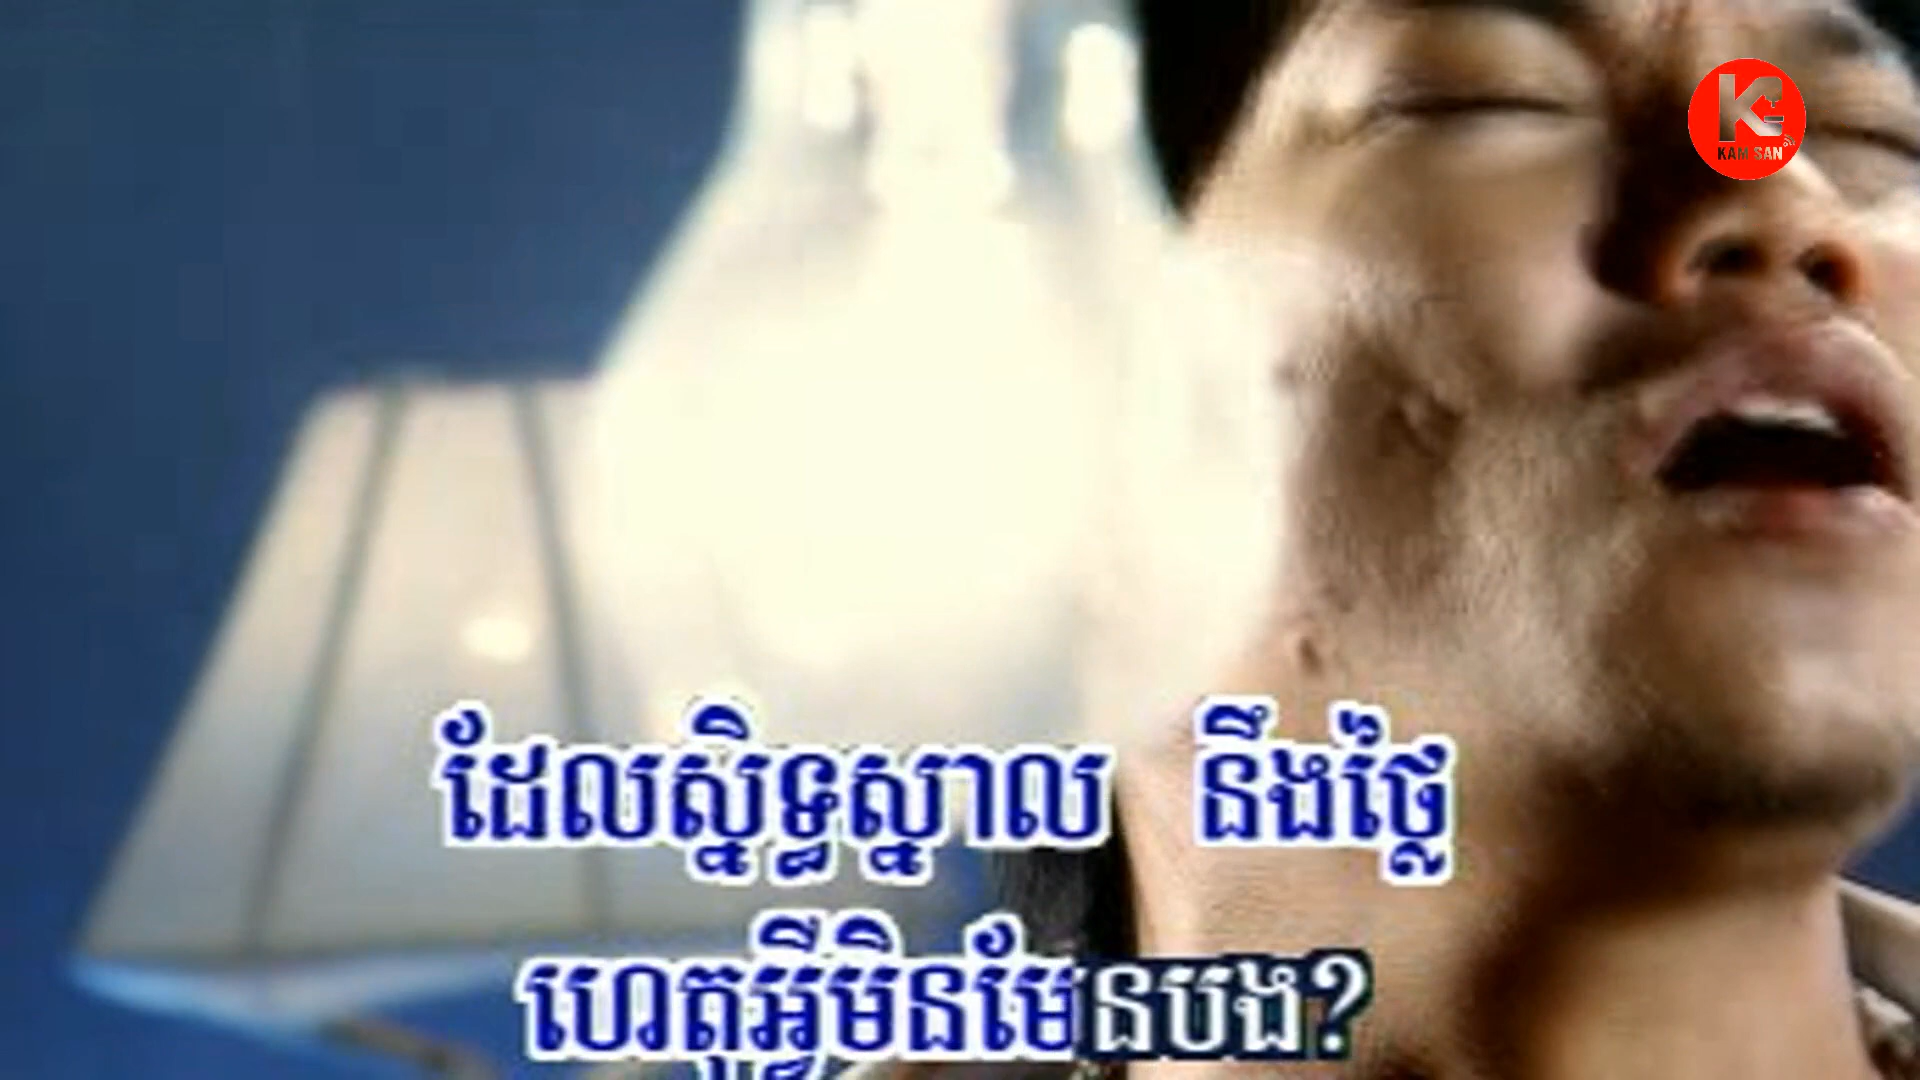 KAM SAN
ដែលស្និទ្ធស្នាល នឹងថ្លៃ
ហេតុអ្វីមិនមែនបង?